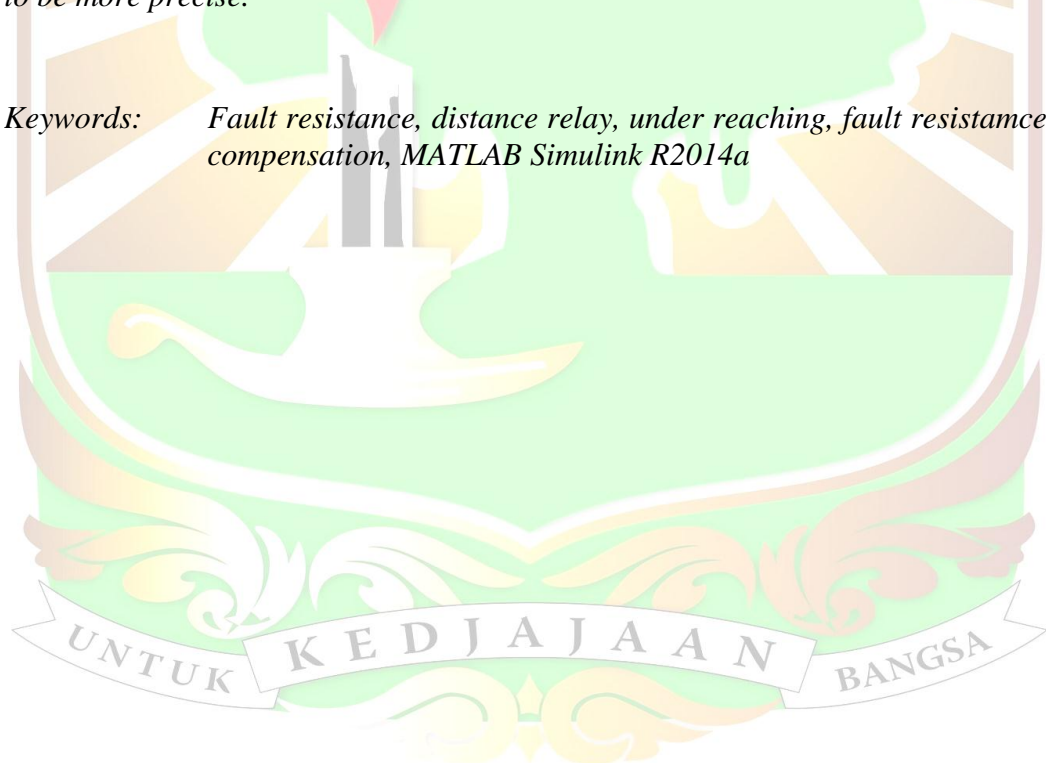 to be more precise.
Keywords: Fault resistance, distance relay, under reaching, fault resistamce
compensation, MATLAB Simulink R2014a
UNTUK KEDJAJAAN BANGSA